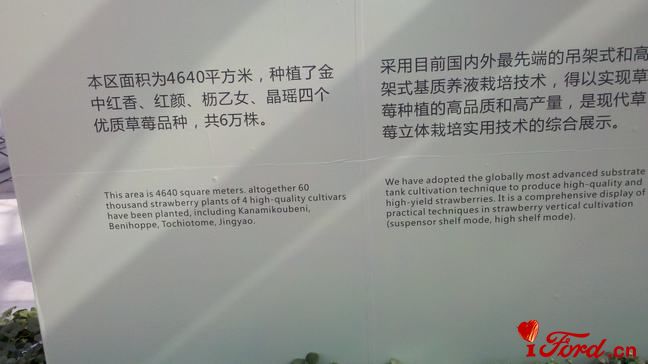 本区面积为4640平方米，种植了金
中红香、红颜、枥乙女、晶瑶四个
优质草莓品种，共6万株。
This area is 4640 square meters. altogether 60
thousand strawberry plants of 4 high-quality cultivars
have been planted, including Kanamikoubeni,
Benihoppe, Tochiotome, Jingyao.
采用目前国内外最先端的吊架式和高
架式基质养液栽培技术，得以实现草
莓种植的高品质和高产量，是现代草
莓立体栽培实用技术的综合展示。
We have adopted the globally most advanced substrate
tank cultivation technique to produce high-quality and
high-yield strawberries. It is a comprehensive display of
practical techniques in strawberry vertical cultivation
(suspensor shelf mode, high shelf mode).
iFord.cn